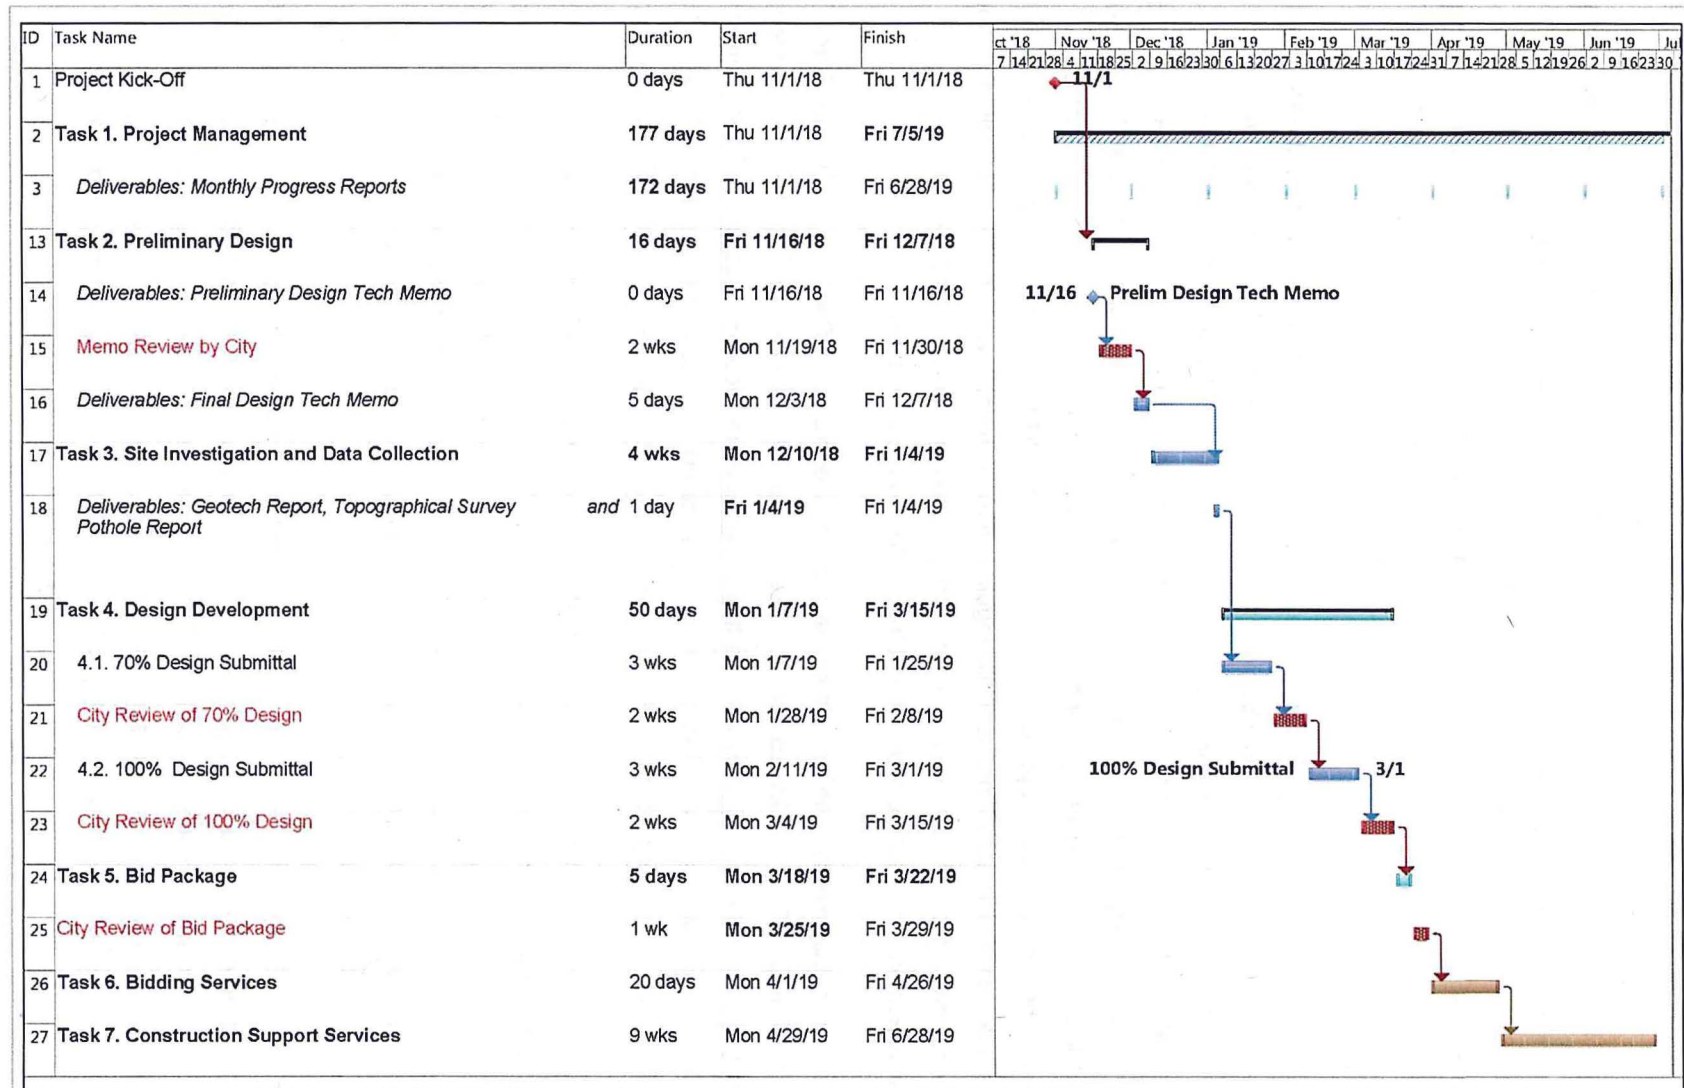 ID Task Name Duration Start Finish
ct '18 Nov '18 Dec '18 Jan '19 Feb '19 Mar '19 Apr '19 May '19 Jun '19 Jul
7 14 21 28 4 11 18 25 2 9 16 23 30 6 13 20 27 3 10 17 24 3 10 17 24 31 7 14 21 28 5 12 19 26 2 9 16 23 30
1 Project Kick-Off 0 days Thu 11/1/18 Thu 11/1/18 11/1
2 Task 1. Project Management 177 days Thu 11/1/18 Fri 7/5/19
3 Deliverables: Monthly Progress Reports 172 days Thu 11/1/18 Fri 6/28/19
13 Task 2. Preliminary Design 16 days Fri 11/16/18 Fri 12/7/18
14 Deliverables: Preliminary Design Tech Memo 0 days Fri 11/16/18 Fri 11/16/18 11/16 Prelim Design Tech Memo
15 Memo Review by City 2 wks Mon 11/19/18 Fri 11/30/18
16 Deliverables: Final Design Tech Memo 5 days Mon 12/3/18 Fri 12/7/18
17 Task 3. Site Investigation and Data Collection 4 wks Mon 12/10/18 Fri 1/4/19
18 Deliverables: Geotech Report, Topographical Survey and 1 day Fri 1/4/19 Fri 1/4/19
Pothole Report
19 Task 4. Design Development 50 days Mon 1/7/19 Fri 3/15/19
20 4.1. 70% Design Submittal 3 wks Mon 1/7/19 Fri 1/25/19
21 City Review of 70% Design 2 wks Mon 1/28/19 Fri 2/8/19
22 4.2. 100% Design Submittal 3 wks Mon 2/11/19 Fri 3/1/19 100% Design Submittal 3/1
23 City Review of 100% Design 2 wks Mon 3/4/19 Fri 3/15/19
24 Task 5. Bid Package 5 days Mon 3/18/19 Fri 3/22/19
25 City Review of Bid Package 1 wk Mon 3/25/19 Fri 3/29/19
26 Task 6. Bidding Services 20 days Mon 4/1/19 Fri 4/26/19
27 Task 7. Construction Support Services 9 wks Mon 4/29/19 Fri 6/28/19